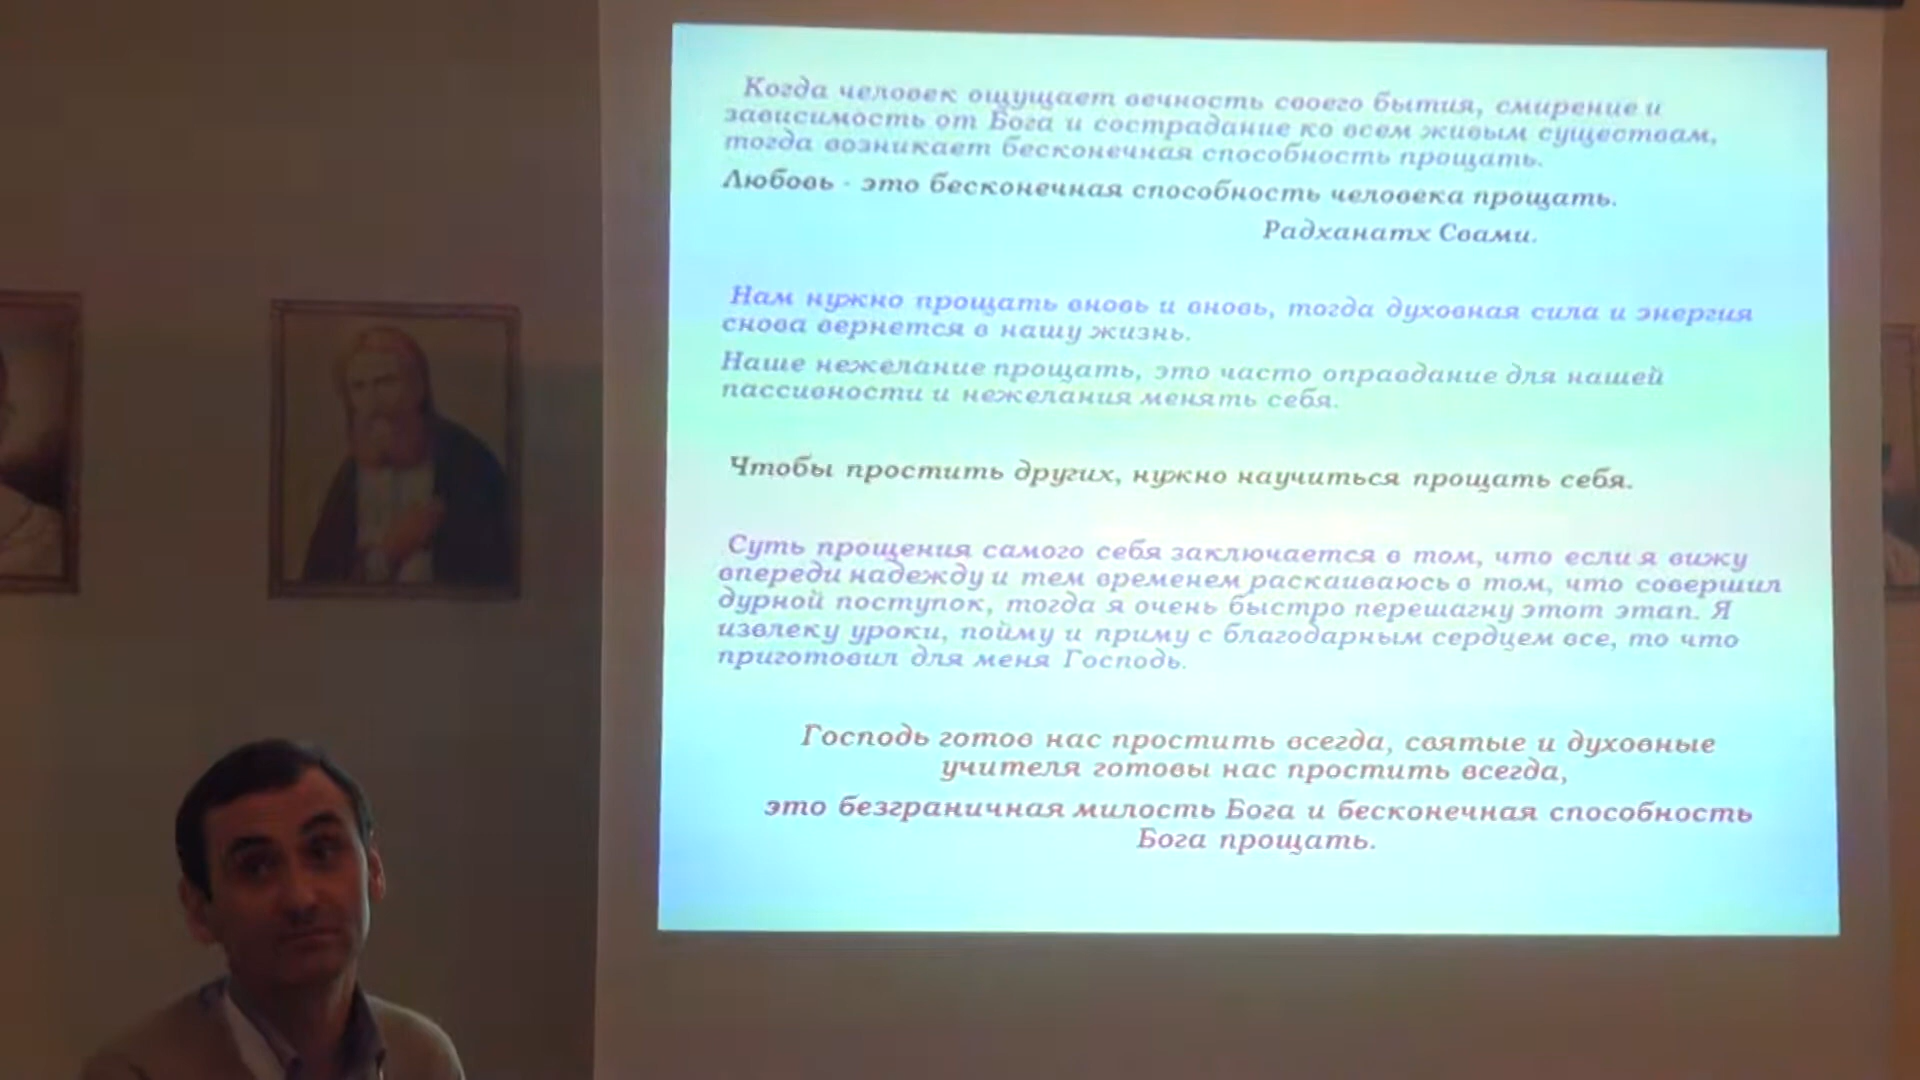 Когда человек ощущает вечность своего бытия, смирение и
зависимость от Бога и сострадание ко всем живым существам,
тогда возникает бесконечная способность прощать.
Любовь - это бесконечная способность человека прощать.
Радханатх Свами.
Нам нужно прощать вновь и вновь, тогда духовная сила и энергия
снова вернется в нашу жизнь.
Наше нежелание прощать, это часто оправдание для нашей
пассивности и нежелания менять себя.
Чтобы простить других, нужно научиться прощать себя.
Суть прощения самого себя заключается в том, что если я вижу
впереди надежду и тем временем раскаиваюсь в том, что совершил
дурной поступок, тогда я очень быстро перешагну этот этап. Я
извлеку уроки, пойму и приму с благодарным сердцем все, то что
приготовил для меня Господь.
Господь готов нас простить всегда, святые и духовные
учителя готовы нас простить всегда,
это безграничная милость Бога и бесконечная способность
Бога прощать.